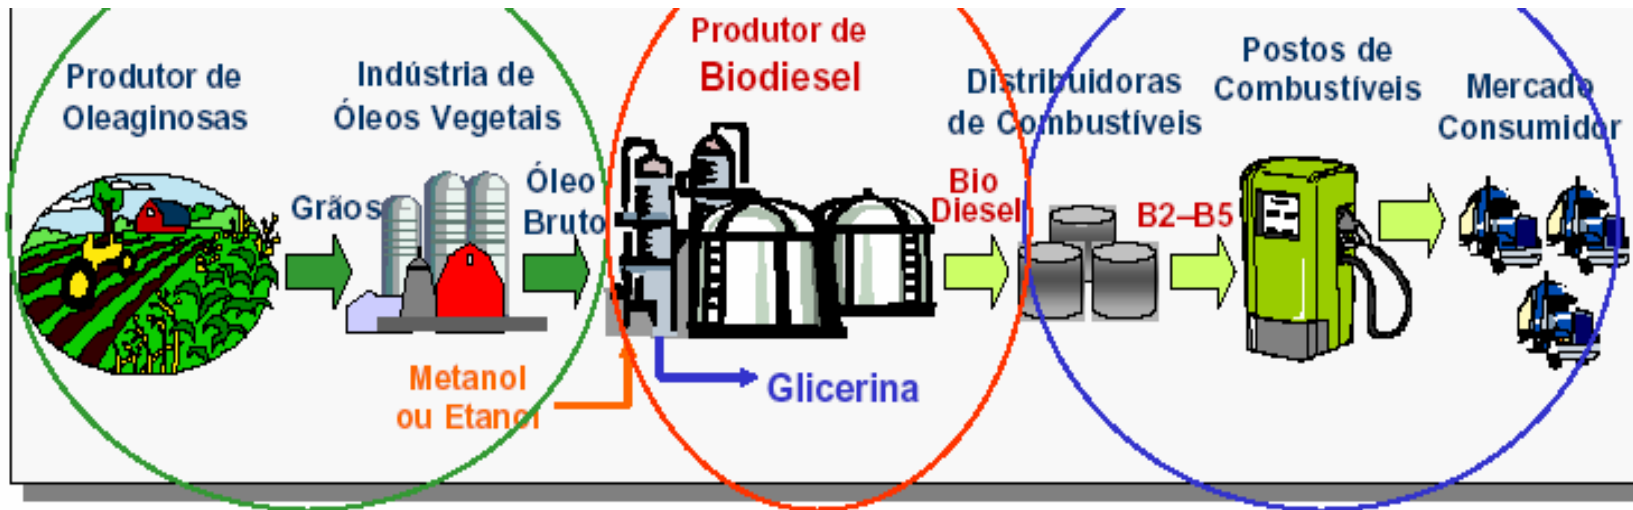 Produtor de
Oleaginosas
Grãos
Indústria de
Óleos Vegetais
Óleo
Bruto
Metanol
ou Etanol
Produtor de
Biodiesel
Glicerina
Bio
Diesel
Distribuidoras
de Combustíveis
B2–B5
Postos de
Combustíveis
Mercado
Consumidor